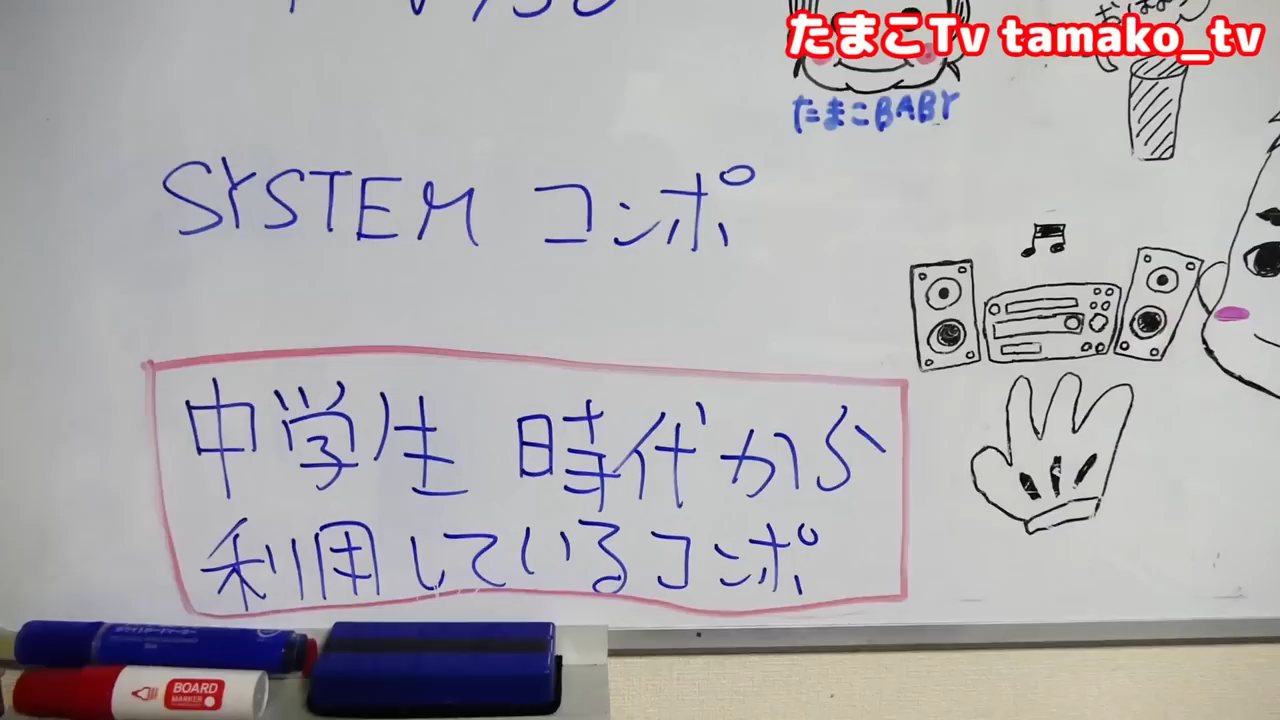 たまこTv tamako_tv
たまこBABY
SYSTEM コンポ
中学生 時代から
利用しているコンポ
BOARD
MARKER